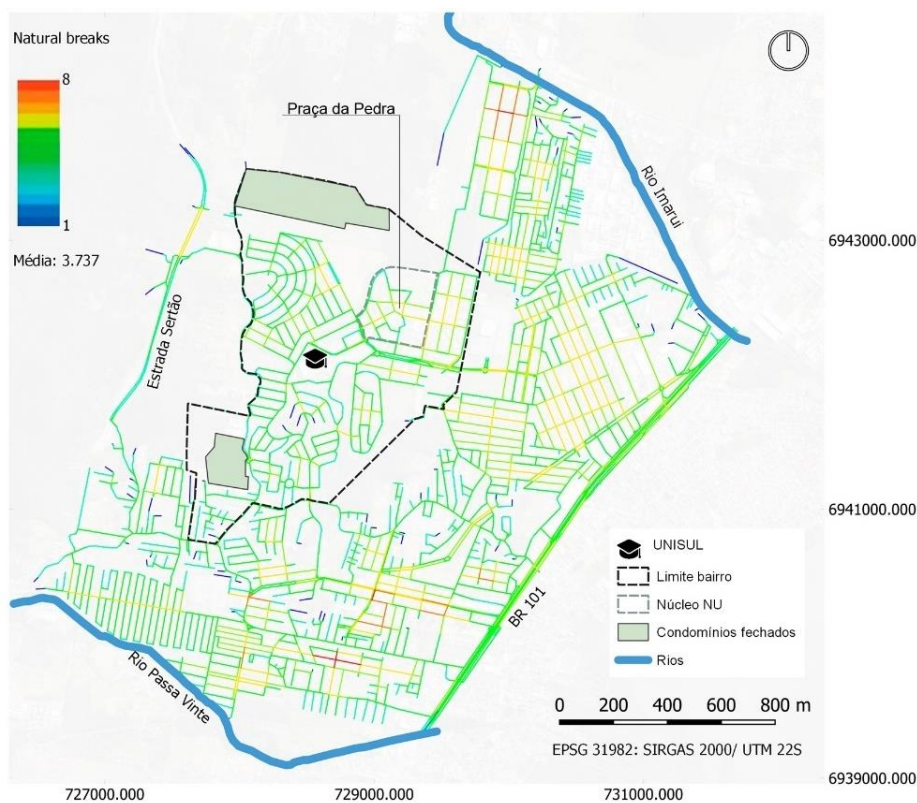 Natural breaks
8
1
Média: 3.737
Praça da Pedra
Rio Imarui
6943000.000
Estrada Sertão
6941000.000
UNISUL
Limite bairro
Núcleo NU
Condomínios fechados
Rios
BR 101
Rio Passa Vinte
0 200 400 600 800 m
EPSG 31982: SIRGAS 2000/ UTM 22S
6939000.000
727000.000 729000.000 731000.000